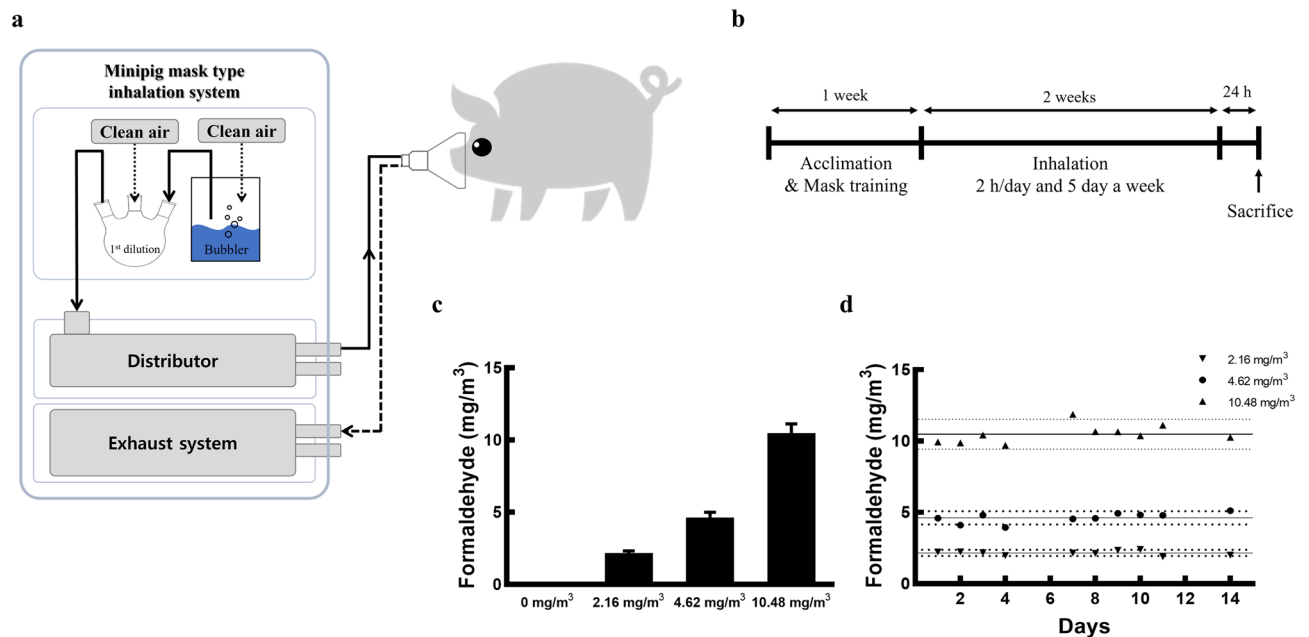 a
Minipig mask type
inhalation system
Clean air
Clean air
1st dilution
Bubbler
Distributor
Exhaust system
b
1 week
2 weeks
24 h
Acclimation
& Mask training
Inhalation
2 h/day and 5 day a week
Sacrifice
c
Formaldehyde (mg/m³)
15
10
5
0
0 mg/m³
2.16 mg/m³
4.62 mg/m³
10.48 mg/m³
d
2.16 mg/m³
4.62 mg/m³
10.48 mg/m³
Formaldehyde (mg/m³)
15
10
5
0
2 4 6 8 10 12 14
Days